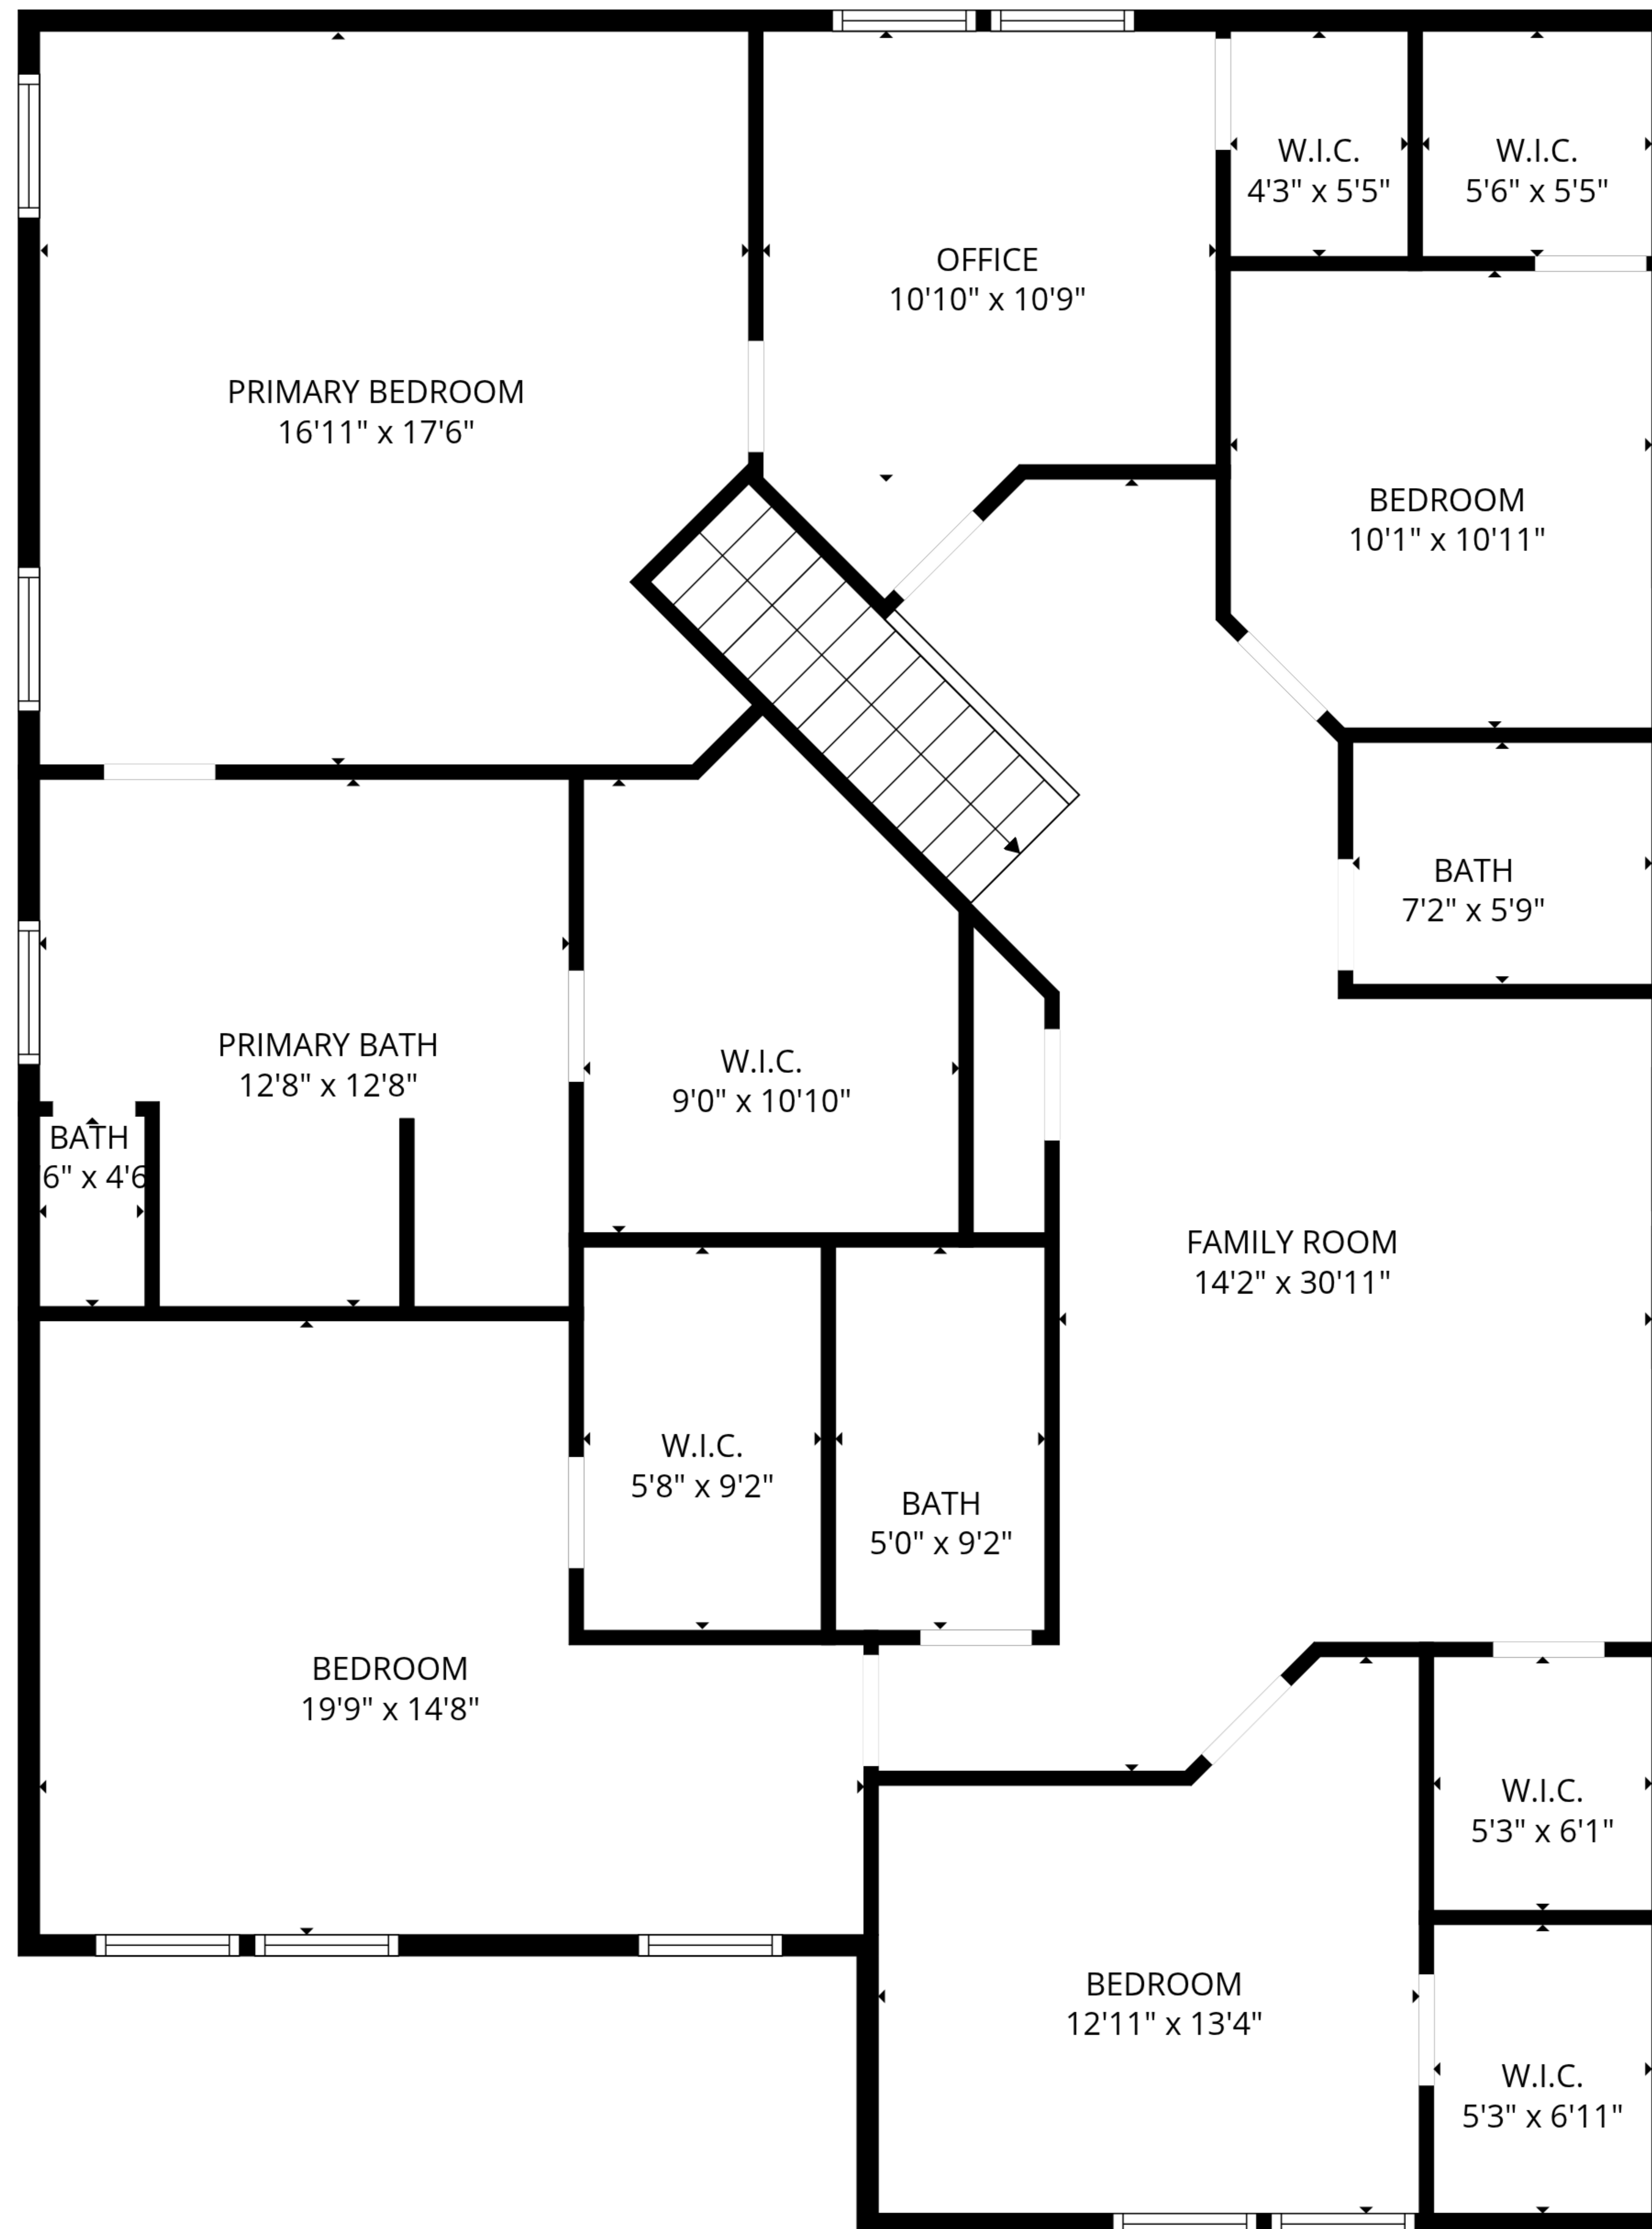 W.I.C.
4'3" x 5'5"
W.I.C.
5'6" x 5'5"
OFFICE
10'10" x 10'9"
PRIMARY BEDROOM
16'11" x 17'6"
BEDROOM
10'1" x 10'11"
BATH
7'2" x 5'9"
PRIMARY BATH
12'8" x 12'8"
W.I.C.
9'0" x 10'10"
BATH
6" x 4'6
FAMILY ROOM
14'2" x 30'11"
W.I.C.
5'8" x 9'2"
BATH
5'0" x 9'2"
BEDROOM
19'9" x 14'8"
W.I.C.
5'3" x 6'1"
BEDROOM
12'11" x 13'4"
W.I.C.
5'3" x 6'11"